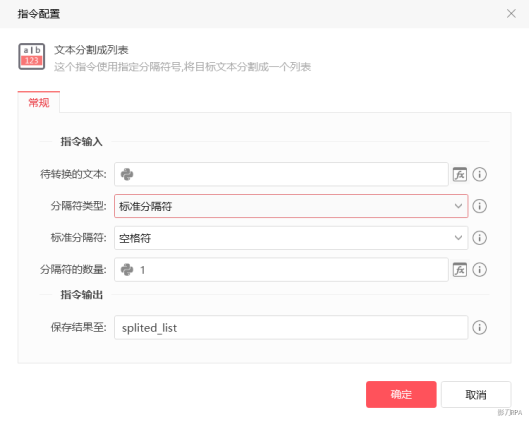 指令配置
a b
123
文本分割成列表
这个指令使用指定分隔符号,将目标文本分割成一个列表
常规
指令输入
待转换的文本:
fx
分隔符类型: 标准分隔符
标准分隔符: 空格符
分隔符的数量: 1
fx
指令输出
保存结果至: splited_list
确定 取消
影刀RPA